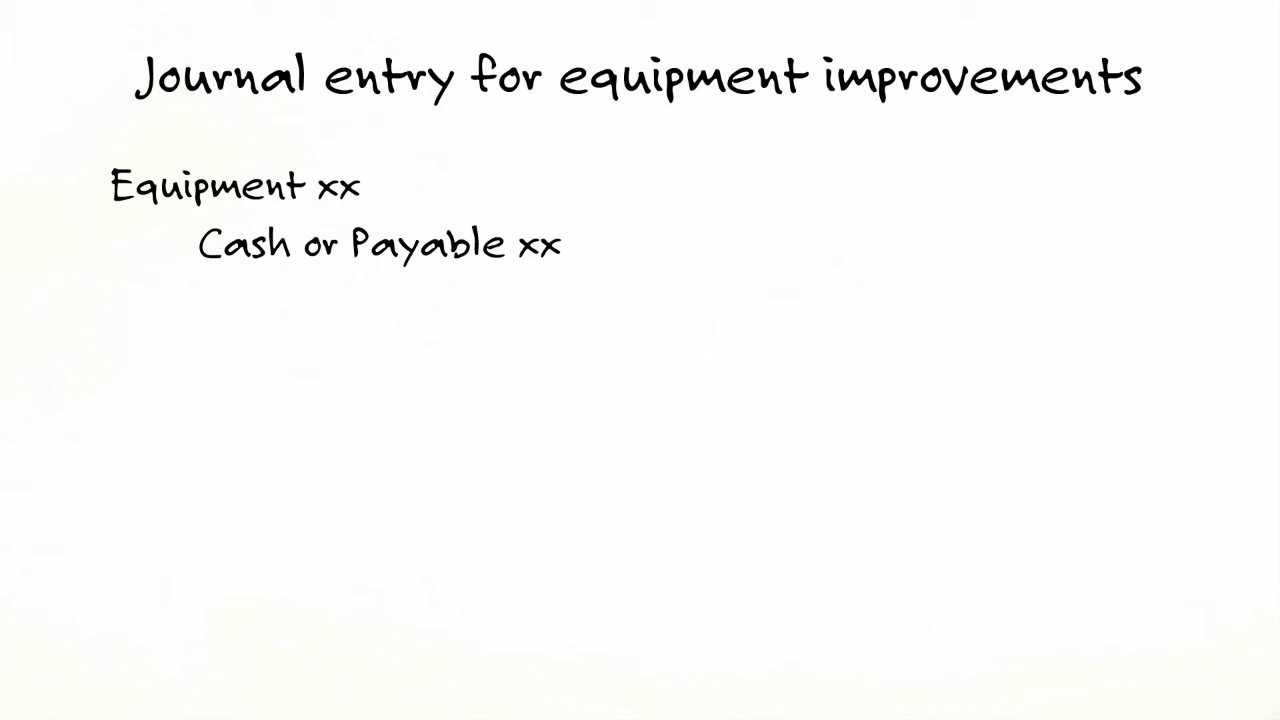 Journal entry for equipment improvements
Equipment xx
Cash or Payable xx